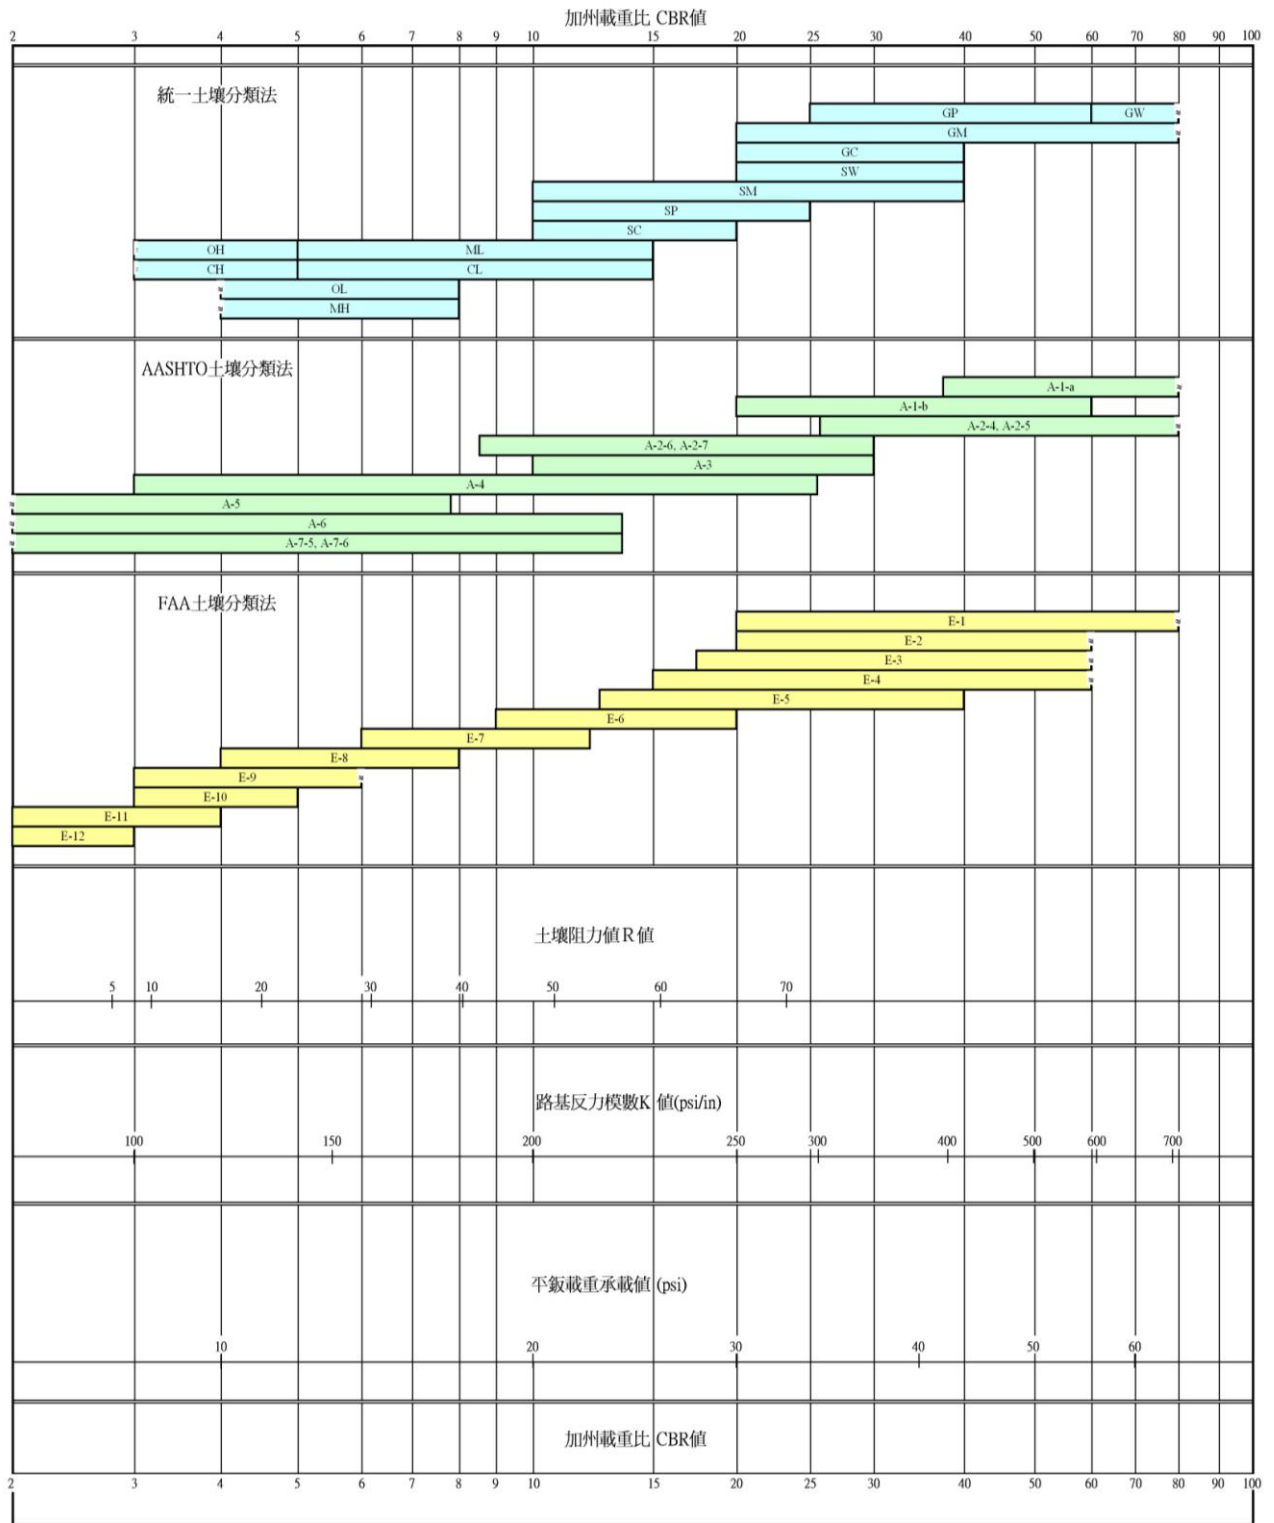 加州載重比 CBR值
2 3 4 5 6 7 8 9 10 15 20 25 30 40 50 60 70 80 90 100
統一土壤分類法
GP GW
GM
GC
SW
SM
SP
SC
OH ML
CH CL
OL
MH
AASHTO土壤分類法
A-1-a
A-1-b
A-2-4, A-2-5
A-2-6, A-2-7
A-3
A-4
A-5
A-6
A-7-5, A-7-6
FAA土壤分類法
E-1
E-2
E-3
E-4
E-5
E-6
E-7
E-8
E-9
E-10
E-11
E-12
土壤阻力值R值
5 10 20 30 40 50 60 70
路基反力模數K 值(psi/in)
100 150 200 250 300 400 500 600 700
平鈑載重承載值 (psi)
10 20 30 40 50 60
加州載重比 CBR值
2 3 4 5 6 7 8 9 10 15 20 25 30 40 50 60 70 80 90 100